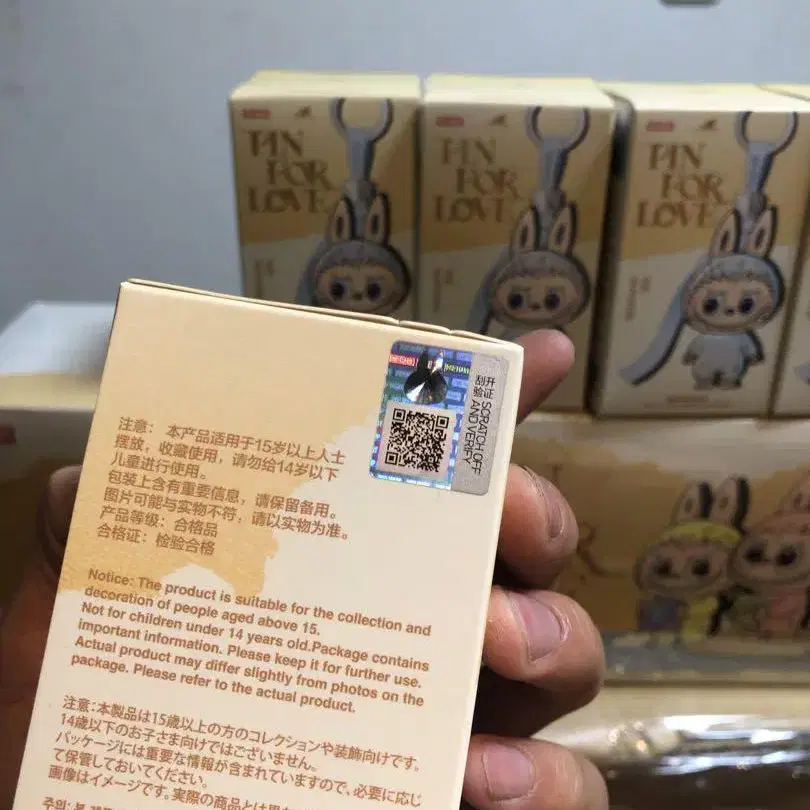 PIN
FOR
LOVE
PIN
FOR
LOVE
PIN
FOR
LOVE
开证
刮验
SCRATCH OFF
AND VERIFY
注意： 本产品适用于15岁以上人士
摆放，收藏使用，请勿给14岁以下
儿童进行使用。
包装上含有重要信息，请保留备用。
图片可能与实物不符，请以实物为准。
产品等级：合格品
合格证：检验合格
Notice: The product is suitable for the collection and
decoration of people aged above 15.
Not for children under 14 years old.Package contains
important information. Please keep it for further use.
Actual product may differ slightly from photos on the
package. Please refer to the actual product.
注意：本製品は15歳以上の方のコレクションや装飾向けです。
14歳以下のお子さま向けではございません。
パッケージには重要な情報が含まれていますので、必要に応じ
て保管しておいてください。
画像はイメージです。実際の商品とは異
주의: 본